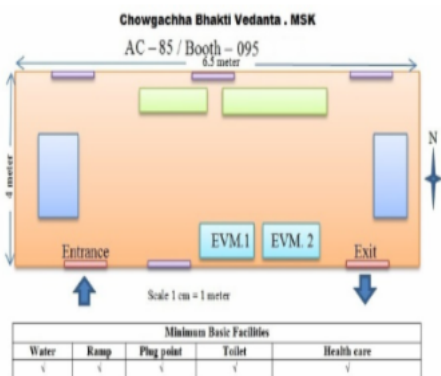 Chowgachha Bhakti Vedanta . MSK
AC – 85 / Booth – 095
6.5 meter
4 meter
N
EVM.1 EVM. 2
Entrance Exit
Scale 1 cm = 1 meter
Minimum Basic Facilities
Water Ramp Plug point Toilet Health care
√ √ √ √ √